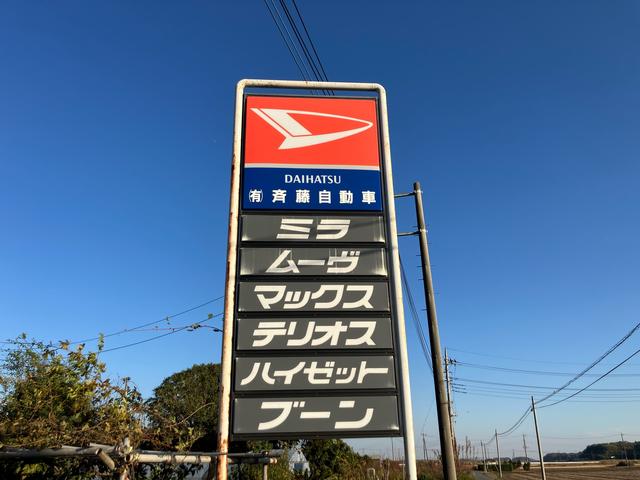 DAIHATSU
㈲ 斉藤自動車
ミラ
ムーヴ
マックス
テリオス
ハイゼット
ブーン